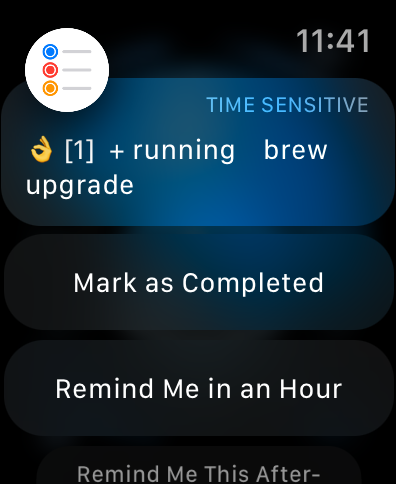 11:41
TIME SENSITIVE
👌 [1] + running brew
upgrade
Mark as Completed
Remind Me in an Hour
Remind Me This After-